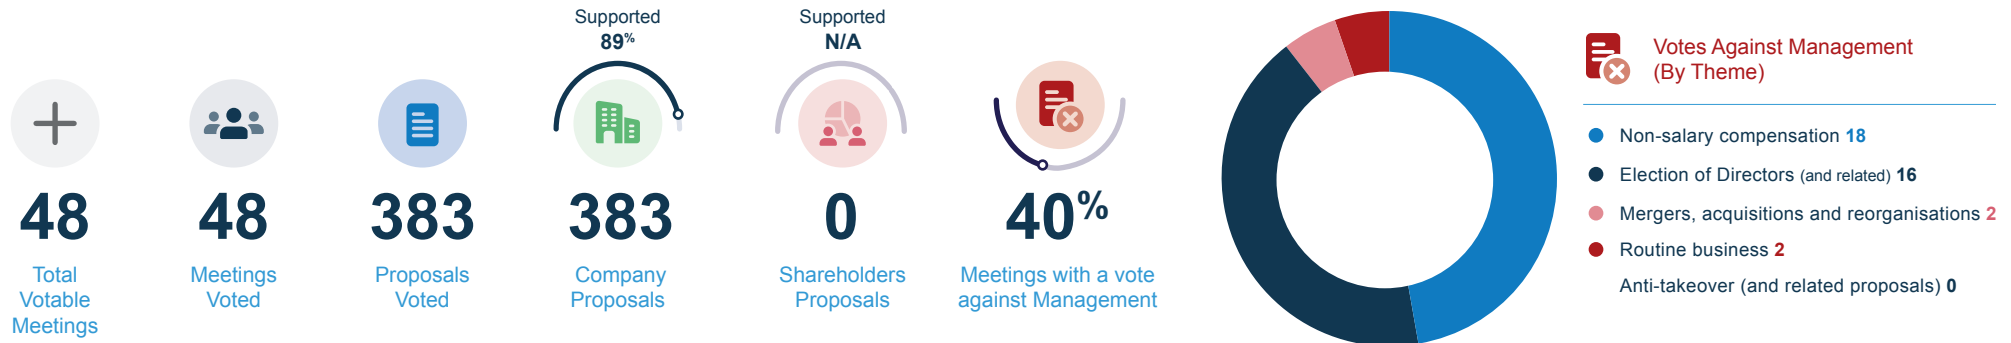 48
Total
Votable
Meetings
48
Meetings
Voted
383
Proposals
Voted
Supported
89%
383
Company
Proposals
Supported
N/A
0
Shareholders
Proposals
40%
Meetings with a vote
against Management
Votes Against Management
(By Theme)
Non-salary compensation 18
Election of Directors (and related) 16
Mergers, acquisitions and reorganisations 2
Routine business 2
Anti-takeover (and related proposals) 0